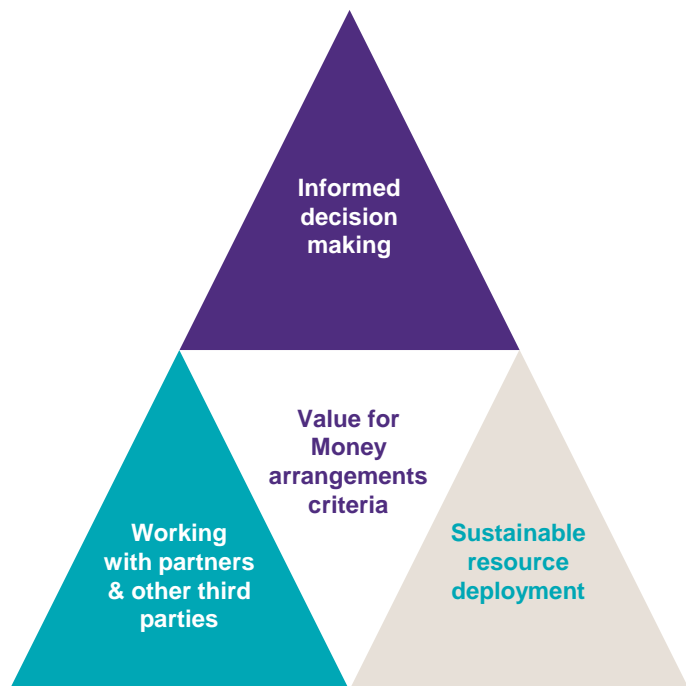 Informed
decision
making
Value for
Money
arrangements
criteria
Working
with partners
& other third
parties
Sustainable
resource
deployment